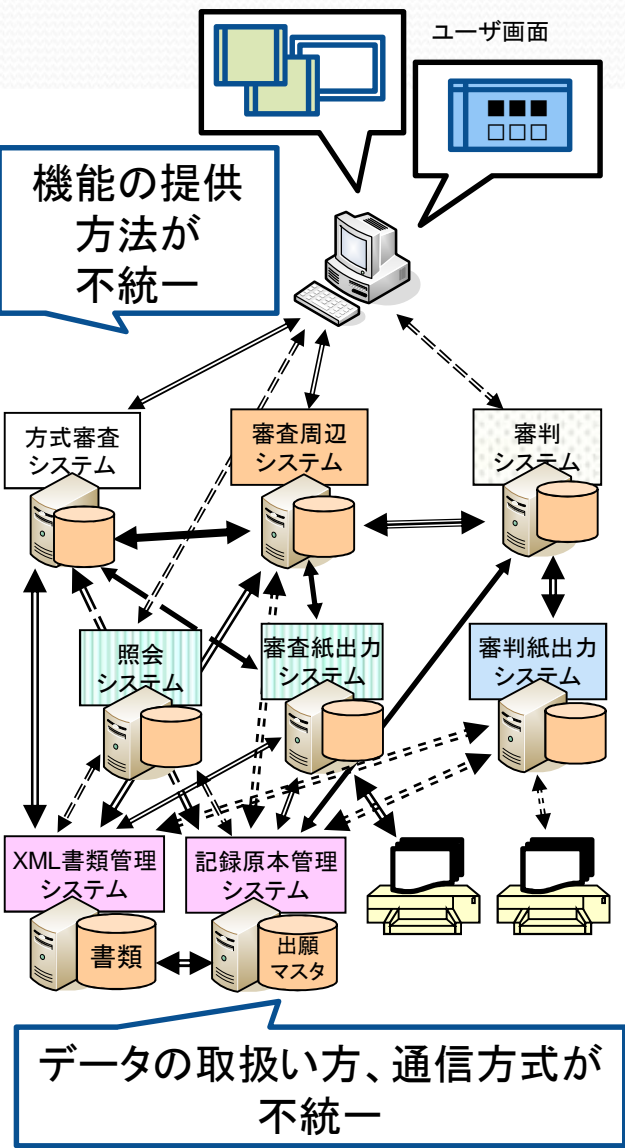 ユーザ画面
機能の提供
方法が
不統一
方式審査
システム
審査周辺
システム
審判
システム
照会
システム
審査紙出力
システム
審判紙出力
システム
XML書類管理
システム
記録原本管理
システム
書類
出願
マスタ
データの取扱い方、通信方式が
不統一